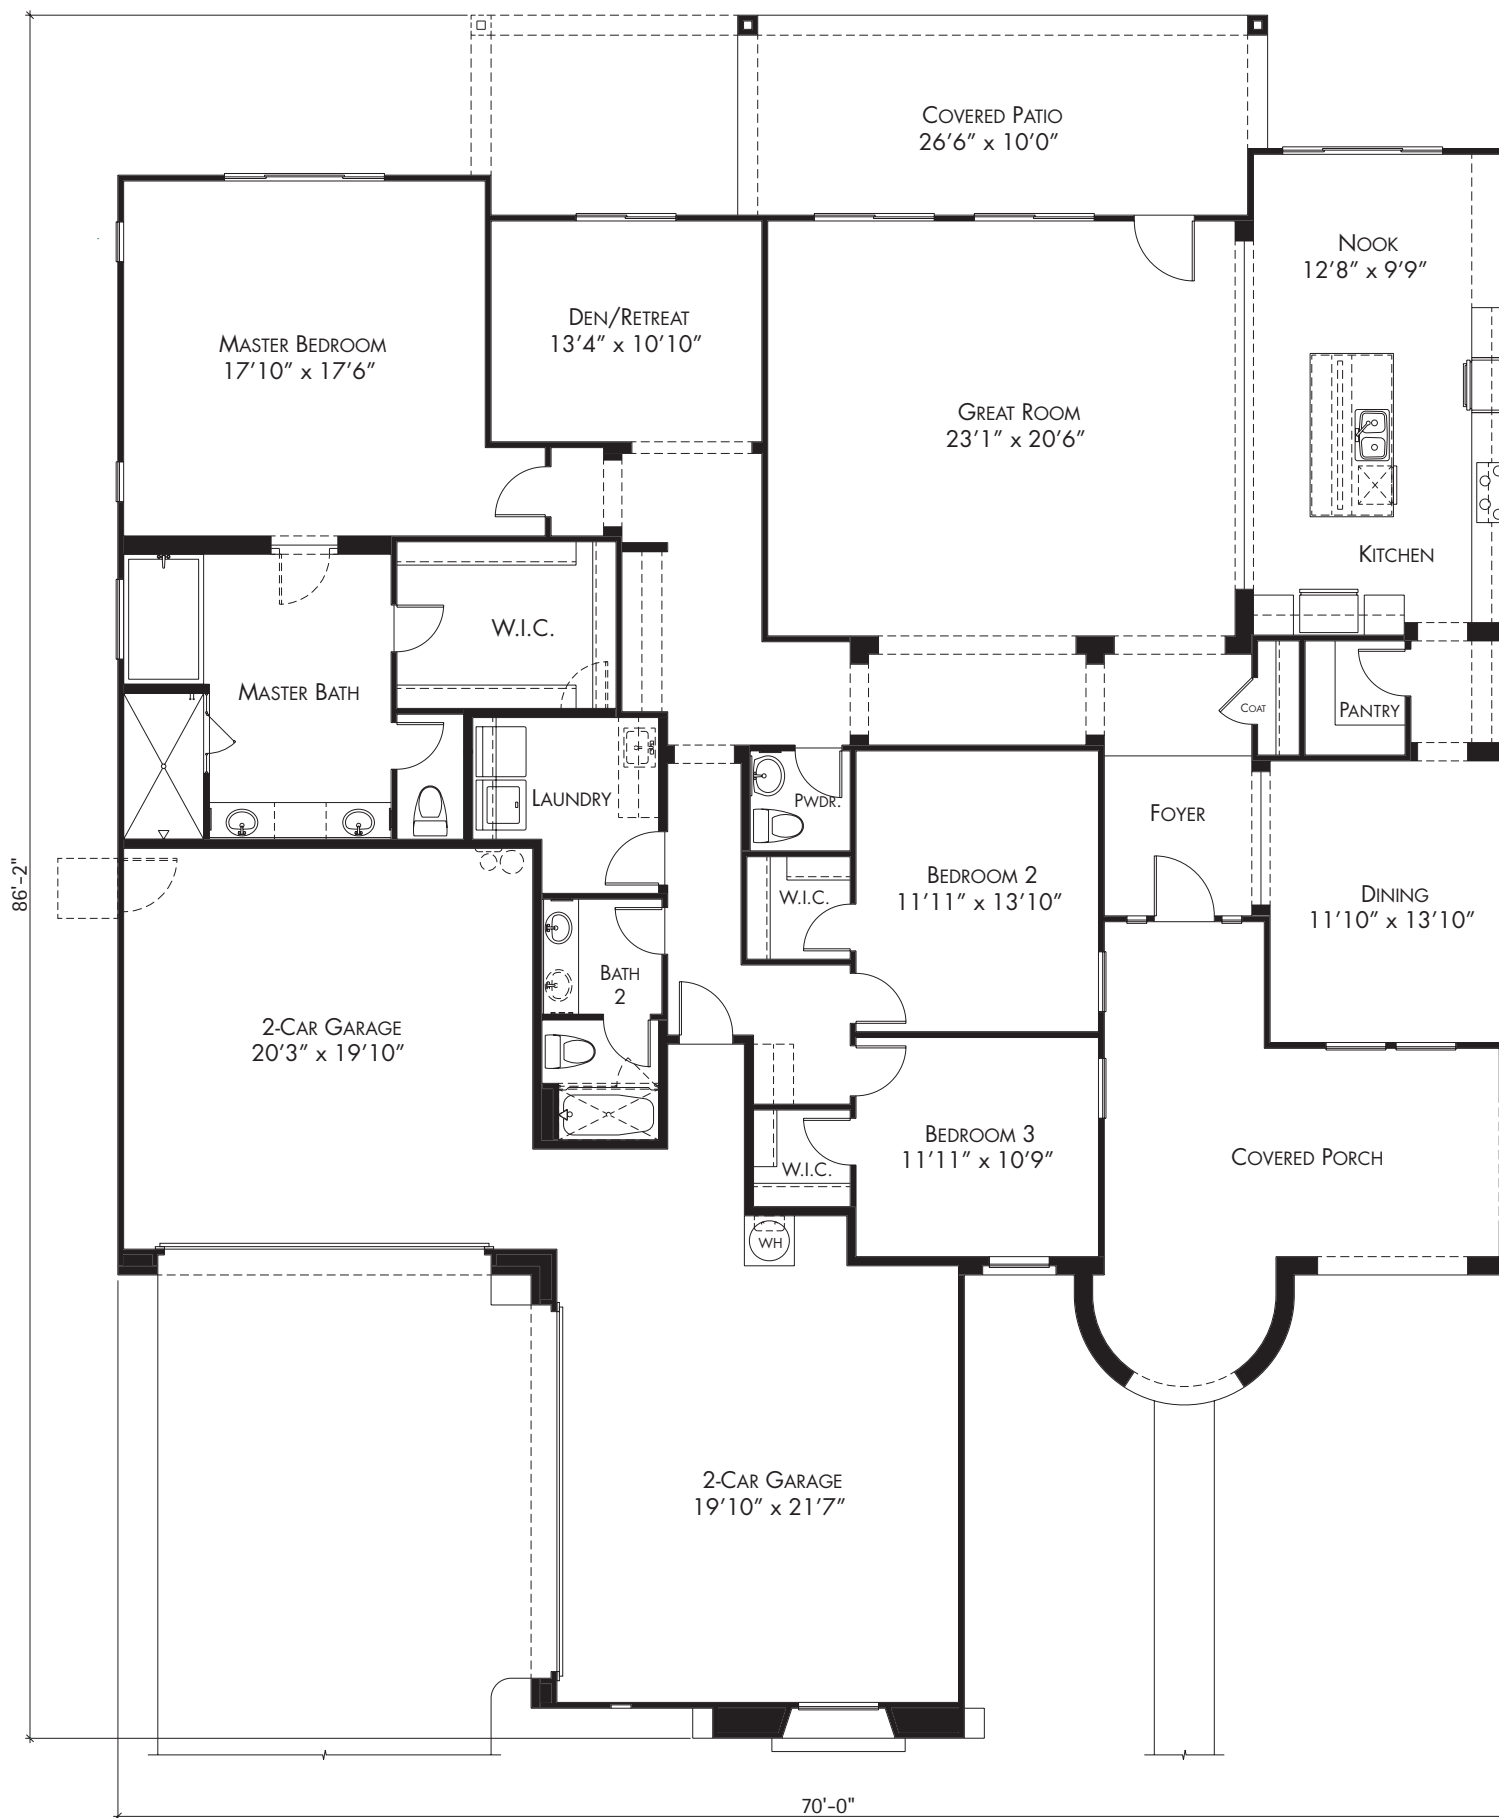 COVERED PATIO
26'6" x 10'0"
NOOK
12'8" x 9'9"
DEN/RETREAT
13'4" x 10'10"
MASTER BEDROOM
17'10" x 17'6"
GREAT ROOM
23'1" x 20'6"
KITCHEN
W.I.C.
MASTER BATH
COAT
PANTRY
LAUNDRY
PWDR.
FOYER
86'-2"
BEDROOM 2
11'11" x 13'10"
W.I.C.
DINING
11'10" x 13'10"
BATH
2
2-CAR GARAGE
20'3" x 19'10"
BEDROOM 3
11'11" x 10'9"
W.I.C.
COVERED PORCH
WH
2-CAR GARAGE
19'10" x 21'7"
70'-0"